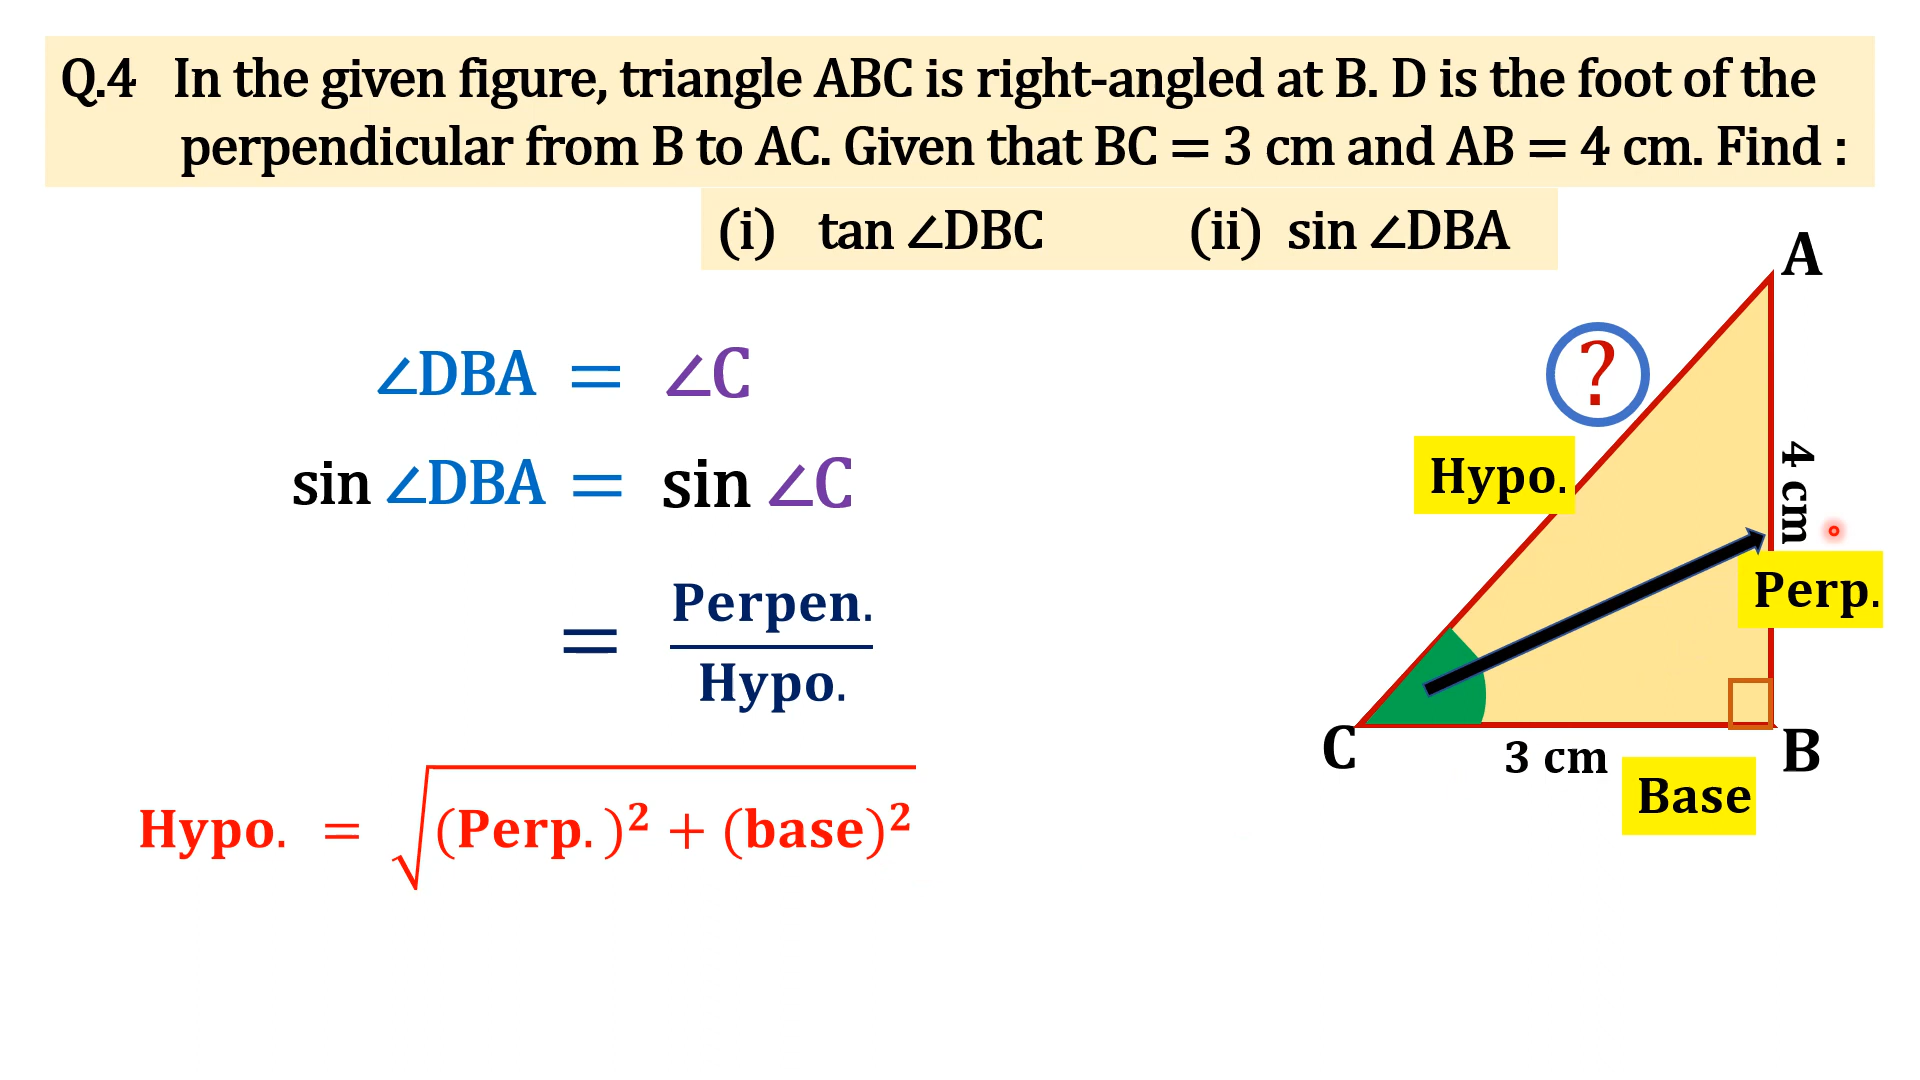 Q.4 In the given figure, triangle ABC is right-angled at B. D is the foot of the
perpendicular from B to AC. Given that BC = 3 cm and AB = 4 cm. Find :
(i) tan ∠DBC (ii) sin ∠DBA
A
∠DBA = ∠C
?
Hypo.
4 cm
sin ∠DBA = sin ∠C
Perp.
= Perpen.
Hypo.
C
B
3 cm
Base
Hypo. = √(Perp. )² + (base)²